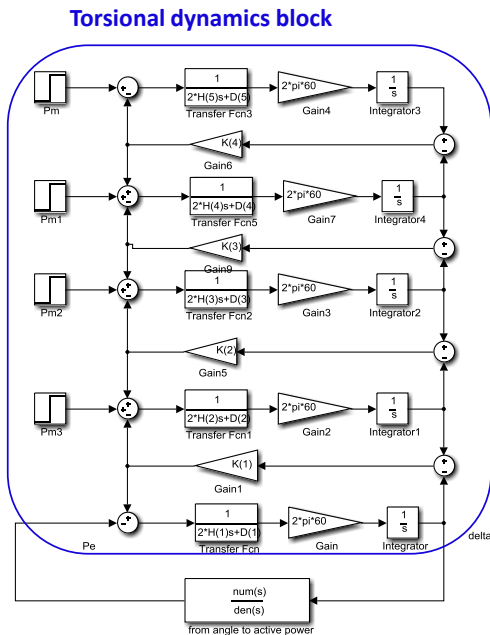 Torsional dynamics block
Pm
1
2*H(5)s+D(5)
Transfer Fcn3
2*pi*60
Gain4
1
s
Integrator3
K(4)
Gain6
Pm1
1
2*H(4)s+D(4)
Transfer Fcn5
2*pi*60
Gain7
1
s
Integrator4
K(3)
Gain9
Pm2
1
2*H(3)s+D(3)
Transfer Fcn2
2*pi*60
Gain3
1
s
Integrator2
K(2)
Gain5
Pm3
1
2*H(2)s+D(2)
Transfer Fcn1
2*pi*60
Gain2
1
s
Integrator1
K(1)
Gain1
Pe
1
2*H(1)s+D(1)
Transfer Fcn
2*pi*60
Gain
1
s
Integrator
delta
num(s)
den(s)
from angle to active power